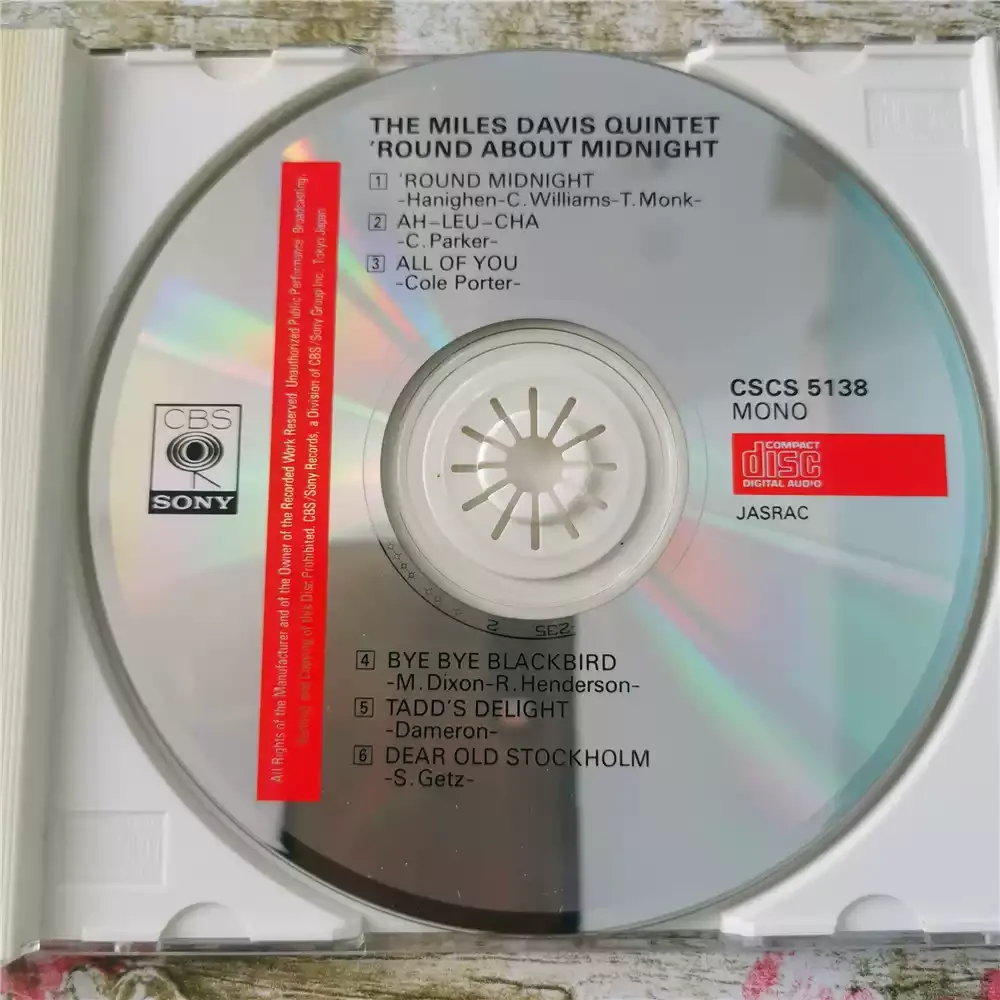 THE MILES DAVIS QUINTET
'ROUND ABOUT MIDNIGHT
1 'ROUND MIDNIGHT
-Hanighen-C.Williams-T.Monk-
2 AH-LEU-CHA
-C.Parker-
3 ALL OF YOU
-Cole Porter-
CBS
SONY
All Rights of the Manufacturer and of the Owner of the Recorded Work Reserved. Unauthorized Public Performance, Broadcasting,
and of this Disc Prohibited. CBS/Sony Records, a Division of CBS/Sony Group Inc., Tokyo Japan
CSCS 5138
MONO
COMPACT
disc
DIGITAL AUDIO
JASRAC
4 BYE BYE BLACKBIRD
-M.Dixon-R.Henderson-
5 TADD'S DELIGHT
-Dameron-
6 DEAR OLD STOCKHOLM
-S.Getz-